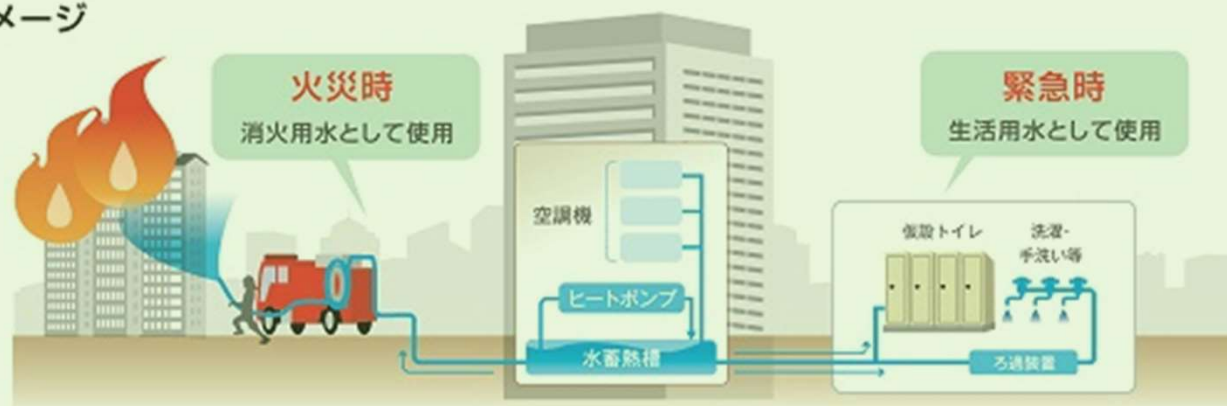 メージ
火災時
消火用水として使用
緊急時
生活用水として使用
空調機
ヒートポンプ
水蓄熱槽
仮設トイレ
洗濯・
手洗い等
ろ過装置